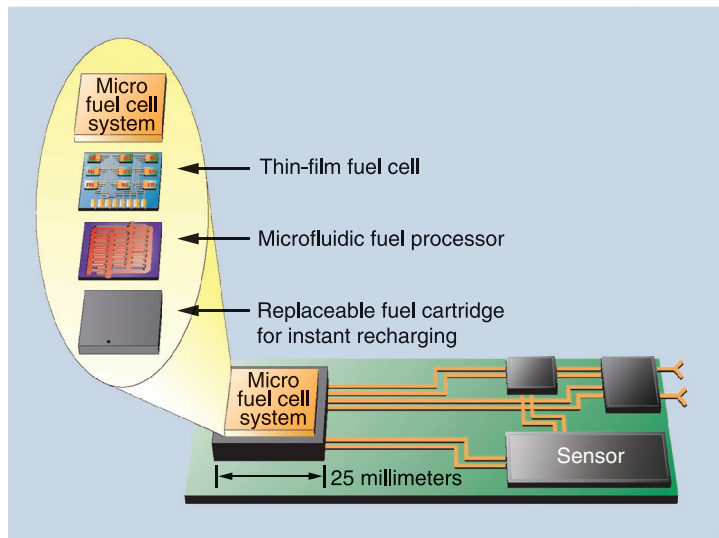 Micro
fuel cell
system
Thin-film fuel cell
Microfluidic fuel processor
Replaceable fuel cartridge
for instant recharging
Micro
fuel cell
system
Sensor
25 millimeters